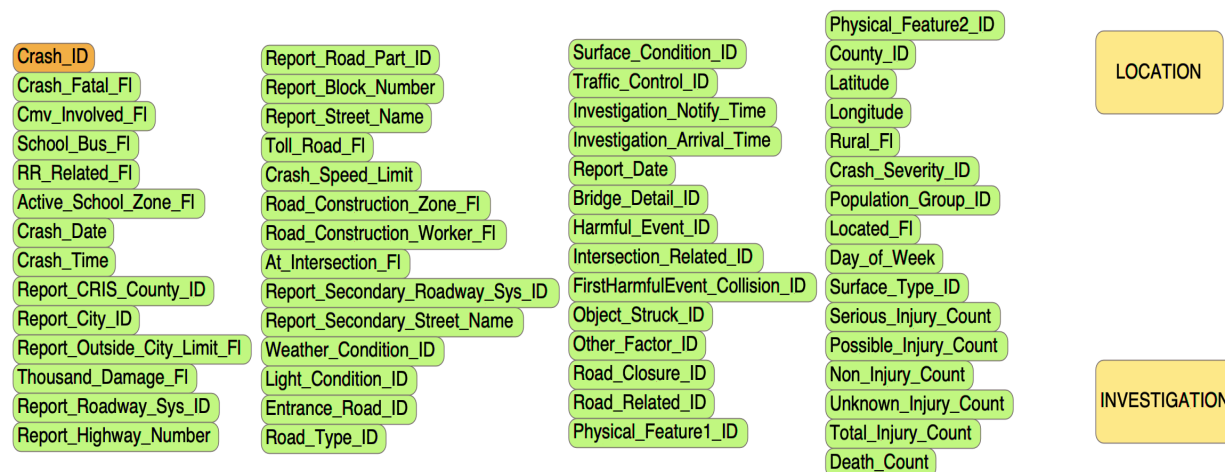 Crash_ID
Crash_Fatal_Fl
Cmv_Involved_Fl
School_Bus_Fl
RR_Related_Fl
Active_School_Zone_Fl
Crash_Date
Crash_Time
Report_CRIS_County_ID
Report_City_ID
Report_Outside_City_Limit_Fl
Thousand_Damage_Fl
Report_Roadway_Sys_ID
Report_Highway_Number
Report_Road_Part_ID
Report_Block_Number
Report_Street_Name
Toll_Road_Fl
Crash_Speed_Limit
Road_Construction_Zone_Fl
Road_Construction_Worker_Fl
At_Intersection_Fl
Report_Secondary_Roadway_Sys_ID
Report_Secondary_Street_Name
Weather_Condition_ID
Light_Condition_ID
Entrance_Road_ID
Road_Type_ID
Surface_Condition_ID
Traffic_Control_ID
Investigation_Notify_Time
Investigation_Arrival_Time
Report_Date
Bridge_Detail_ID
Harmful_Event_ID
Intersection_Related_ID
FirstHarmfulEvent_Collision_ID
Object_Struck_ID
Other_Factor_ID
Road_Closure_ID
Road_Related_ID
Physical_Feature1_ID
Physical_Feature2_ID
County_ID
Latitude
Longitude
Rural_Fl
Crash_Severity_ID
Population_Group_ID
Located_Fl
Day_of_Week
Surface_Type_ID
Serious_Injury_Count
Possible_Injury_Count
Non_Injury_Count
Unknown_Injury_Count
Total_Injury_Count
Death_Count
LOCATION
INVESTIGATION